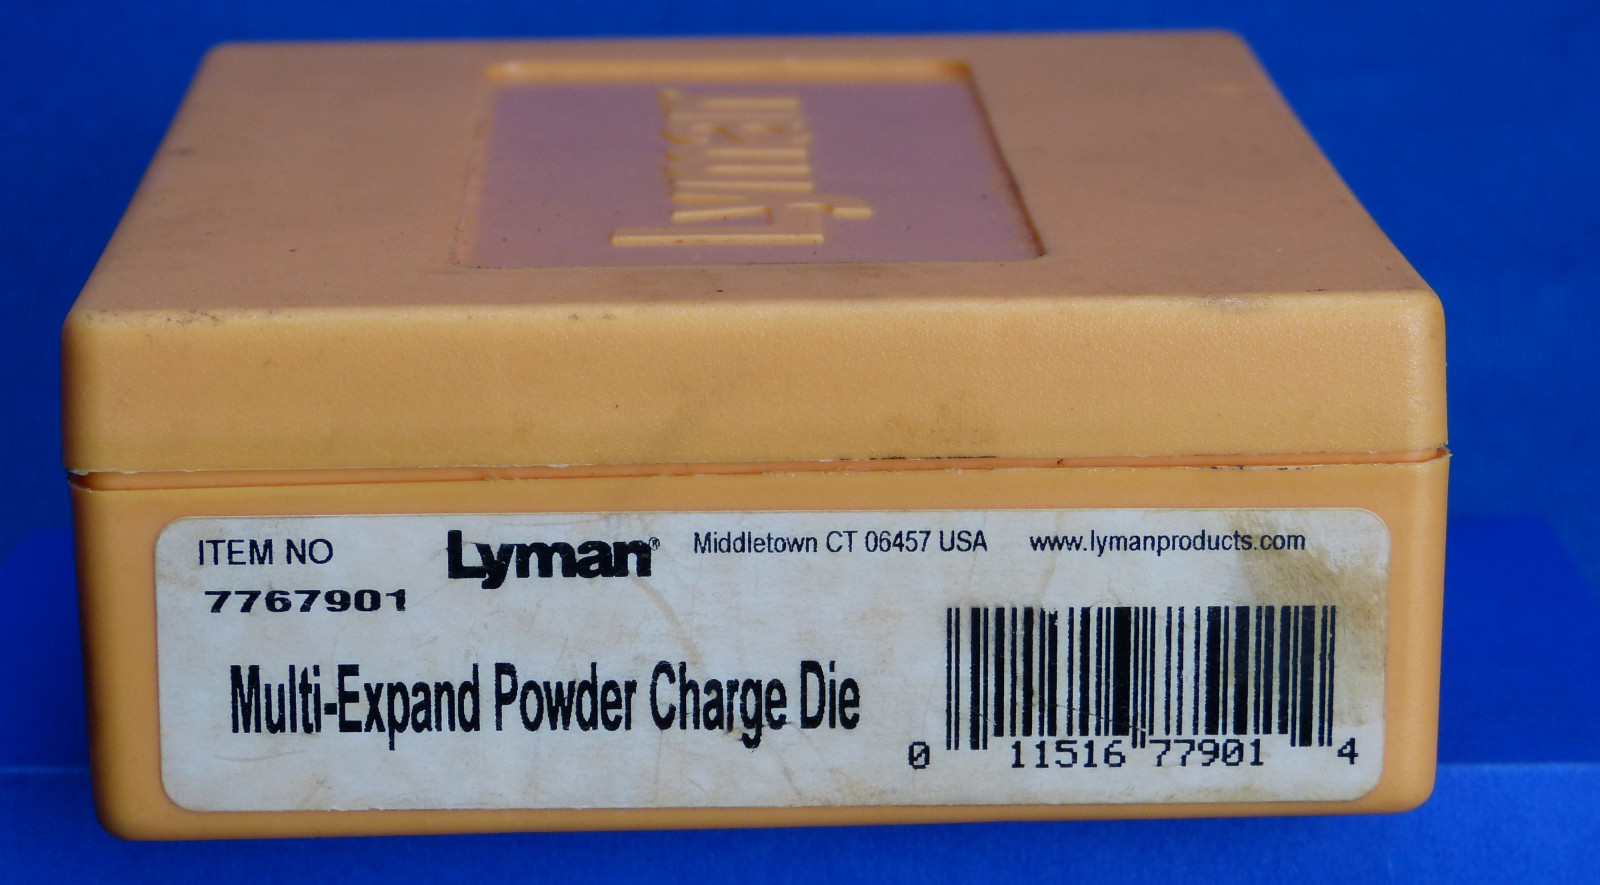 Lyman
ITEM NO
7767901
Lyman® Middletown CT 06457 USA www.lymanproducts.com
Multi-Expand Powder Charge Die
0 11516 77901 4